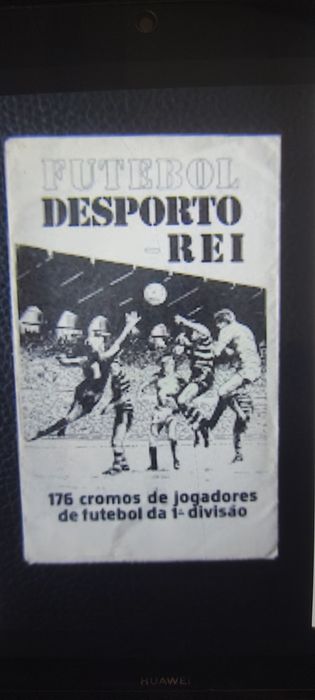 FUTEBOL
DESPORTO
- REI
176 cromos de jogadores
de futebol da 1ª divisão
HUAWEI